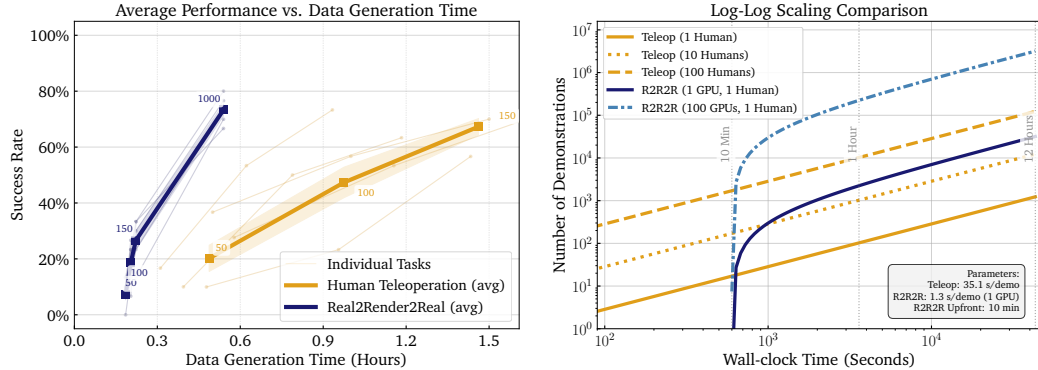 Average Performance vs. Data Generation Time
100%
80%
60%
40%
20%
0%
Success Rate
1000
150
100
50
150
100
50
Individual Tasks
Human Teleoperation (avg)
Real2Render2Real (avg)
0.0
0.3
0.6
0.9
1.2
1.5
Data Generation Time (Hours)
Log-Log Scaling Comparison
10^7
10^6
10^5
10^4
10^3
10^2
10^1
10^0
Number of Demonstrations
Teleop (1 Human)
Teleop (10 Humans)
Teleop (100 Humans)
R2R2R (1 GPU, 1 Human)
R2R2R (100 GPUs, 1 Human)
10 Min
1 Hour
12 Hours
Parameters:
Teleop: 35.1 s/demo
R2R2R: 1.3 s/demo (1 GPU)
R2R2R Upfront: 10 min
10^2
10^3
10^4
Wall-clock Time (Seconds)